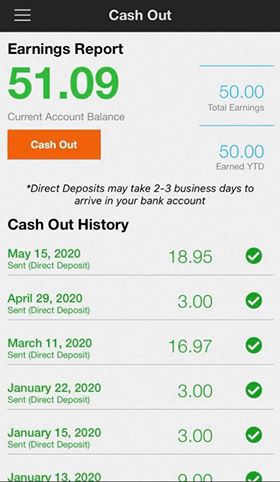 Cash Out
Earnings Report
51.09
Current Account Balance
Cash Out
50.00
Total Earnings
50.00
Earned YTD
*Direct Deposits may take 2-3 business days to
arrive in your bank account
Cash Out History
May 15, 2020
Sent (Direct Deposit)
18.95
April 29, 2020
Sent (Direct Deposit)
3.00
March 11, 2020
Sent (Direct Deposit)
16.97
January 22, 2020
Sent (Direct Deposit)
3.00
January 15, 2020
Sent (Direct Deposit)
3.00
January 13, 2020
9.00